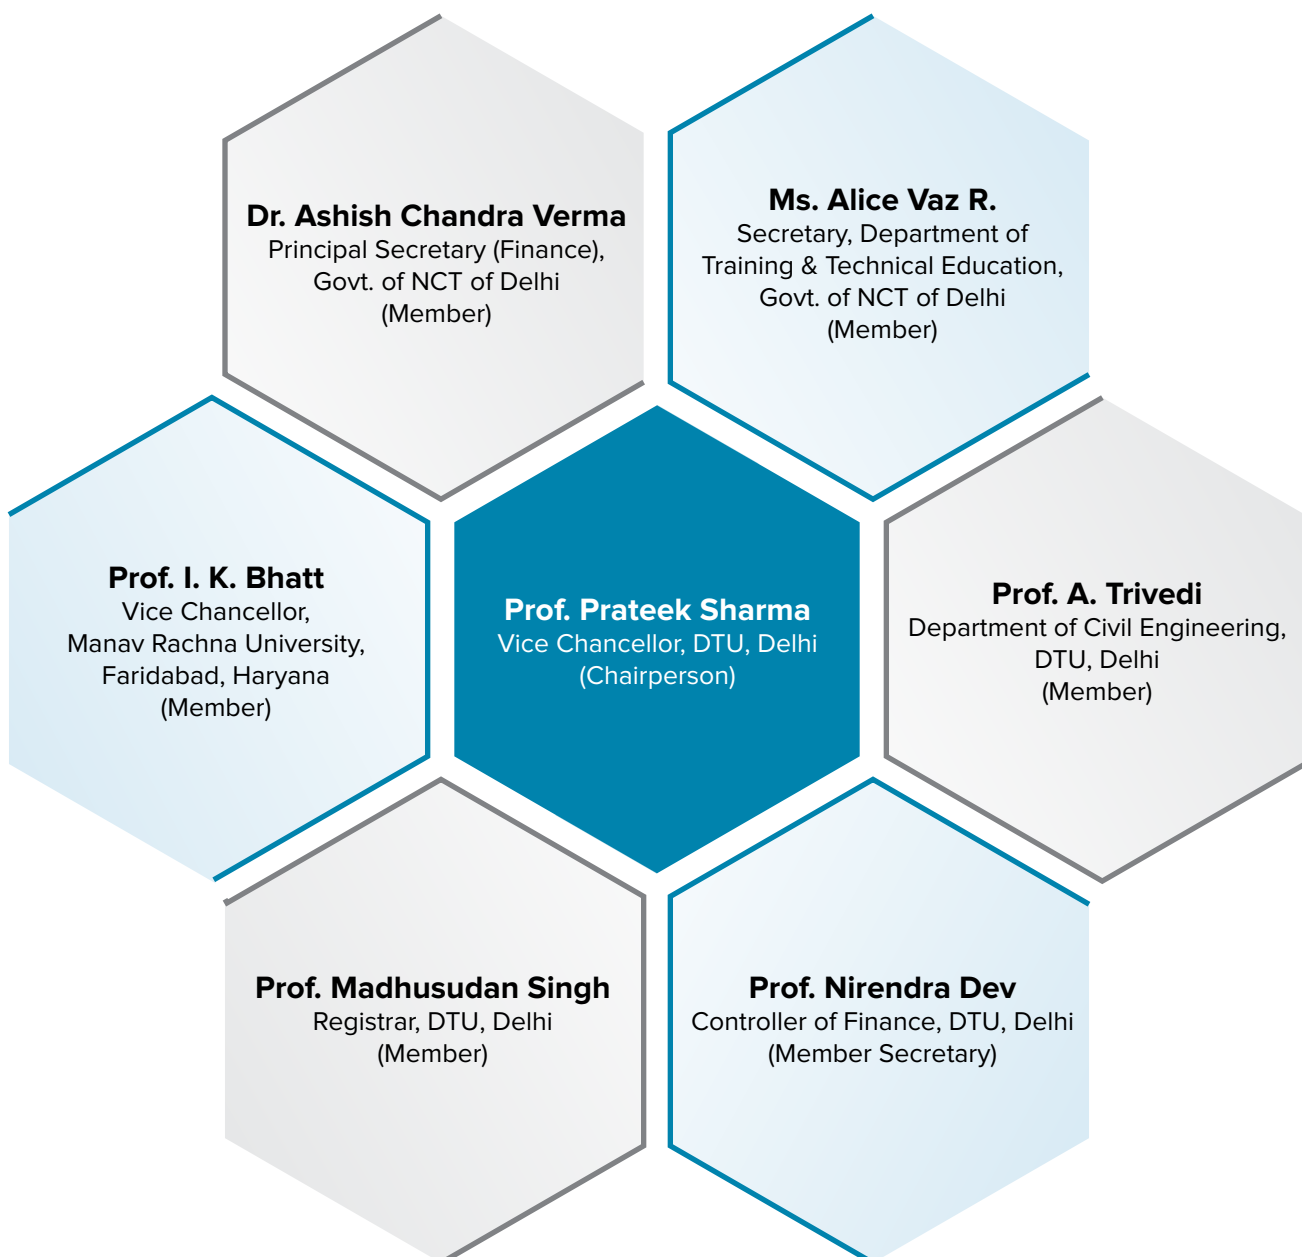 Dr. Ashish Chandra Verma
Principal Secretary (Finance),
Govt. of NCT of Delhi
(Member)
Ms. Alice Vaz R.
Secretary, Department of
Training & Technical Education,
Govt. of NCT of Delhi
(Member)
Prof. I. K. Bhatt
Vice Chancellor,
Manav Rachna University,
Faridabad, Haryana
(Member)
Prof. Prateek Sharma
Vice Chancellor, DTU, Delhi
(Chairperson)
Prof. A. Trivedi
Department of Civil Engineering,
DTU, Delhi
(Member)
Prof. Madhusudan Singh
Registrar, DTU, Delhi
(Member)
Prof. Nirendra Dev
Controller of Finance, DTU, Delhi
(Member Secretary)